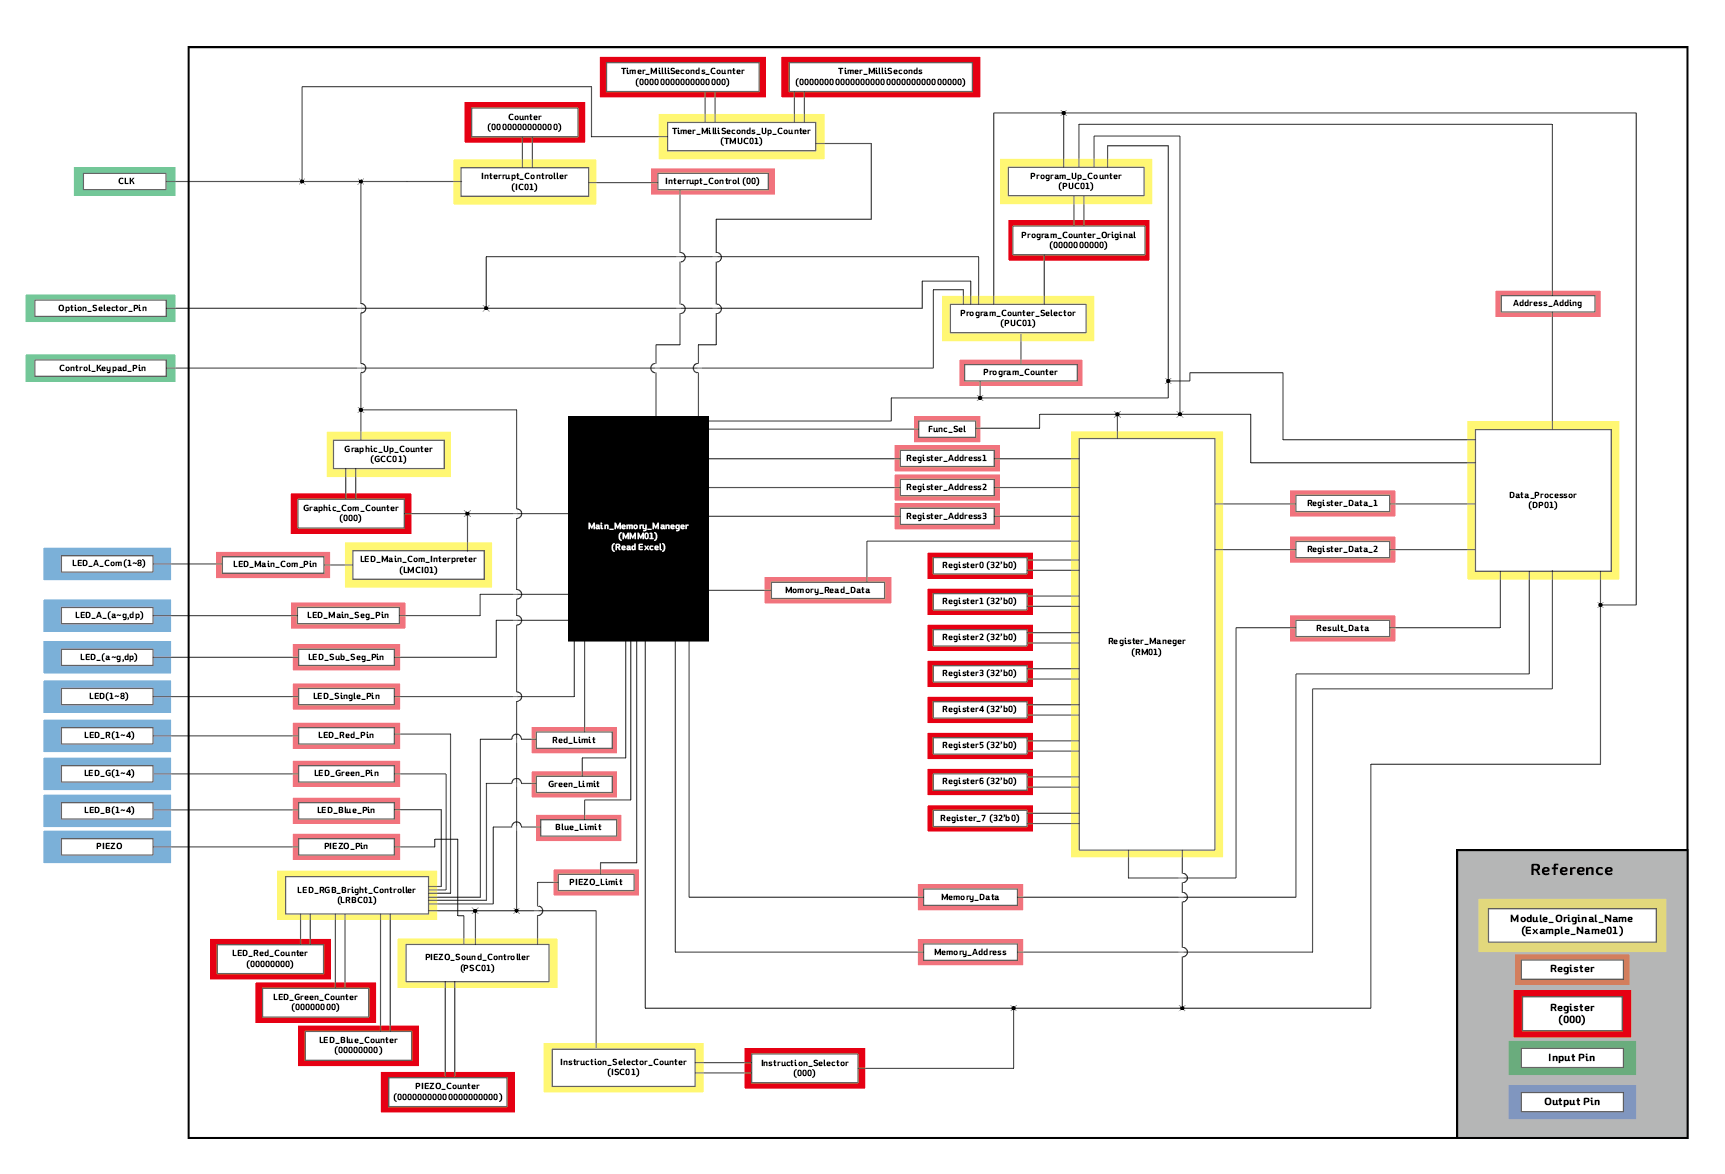 Timer_MilliSeconds_Counter
(00000000000000000)
Timer_MilliSeconds
Counter
(0000000000000)
Timer_MilliSeconds_Up_Counter
(TMUC01)
CLK
Interrupt_Controller
(IC01)
Interrupt_Control (00)
Program_Up_Counter
(PUC01)
Program_Counter_Original
(0000000000)
Option_Selector_Pin
Program_Counter_Selector
(PUC01)
Address_Adding
Control_Keypad_Pin
Program_Counter
Func_Sel
Graphic_Up_Counter
(GCC01)
Register_Address1
Register_Address2
Register_Address3
Graphic_Com_Counter
(000)
Main_Memory_Maneger
(MMM01)
(Read Excel)
Register_Data_1
Data_Processor
(DP01)
Register_Data_2
LED_A_Com(1~8)
LED_Main_Com_Pin
LED_Main_Com_Interpreter
(LMCI01)
Register0 (32'b0)
Momory_Read_Data
Register1 (32'b0)
LED_A_(a~g,dp)
LED_Main_Seg_Pin
Register2 (32'b0)
Result_Data
Register_Maneger
(RM01)
LED_(a~g,dp)
LED_Sub_Seg_Pin
Register3 (32'b0)
LED(1~8)
LED_Single_Pin
Register4 (32'b0)
LED_R(1~4)
LED_Red_Pin
Red_Limit
Register5 (32'b0)
LED_G(1~4)
LED_Green_Pin
Green_Limit
Register6 (32'b0)
LED_B(1~4)
LED_Blue_Pin
Blue_Limit
Register_7 (32'b0)
PIEZO
PIEZO_Pin
LED_RGB_Bright_Controller
(LRBC01)
PIEZO_Limit
Memory_Data
LED_Red_Counter
(00000000)
PIEZO_Sound_Controller
(PSC01)
Memory_Address
LED_Green_Counter
(00000000)
LED_Blue_Counter
(00000000)
Instruction_Selector_Counter
(ISC01)
Instruction_Selector
(000)
PIEZO_Counter
Reference
Module_Original_Name
(Example_Name01)
Register
Register
(000)
Input Pin
Output Pin